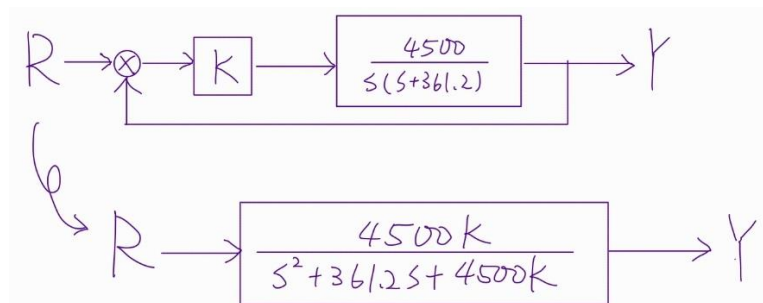 R K 4500 Y
S(S+361.2)
R 4500K Y
S²+361.2S+4500K